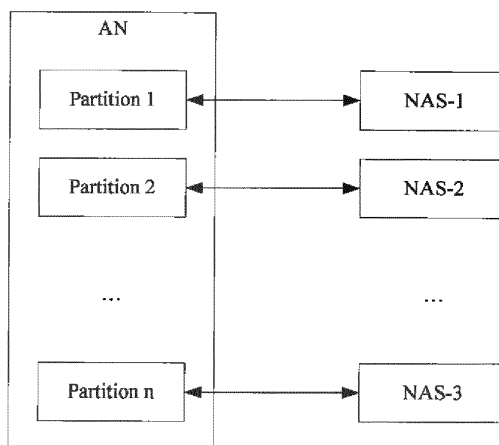 AN
Partition 1
NAS-1
Partition 2
NAS-2
...
...
Partition n
NAS-3